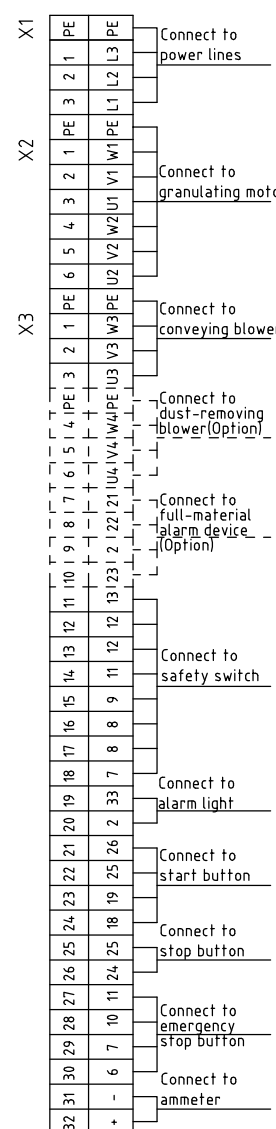 X1
PE PE
1 L3
2 L2
3 L1
Connect to
power lines
X2
PE PE
1 W1
2 V1
3 U1
4 W2
5 V2
6 U2
Connect to
granulating moto
X3
PE PE
1 W3
2 V3
3 U3
Connect to
conveying blower
PE PE
4 W4
5 V4
6 U4
Connect to
dust-removing
blower(Option)
7 21
8 22
9 2
10 23
Connect to
full-material
alarm device
(Option)
11 13
12 12
13 12
14 11
15 9
16 8
17 8
18 7
Connect to
safety switch
19 33
20 2
Connect to
alarm light
21 26
22 25
23 19
24 18
Connect to
start button
25 25
26 24
Connect to
stop button
27 11
28 10
29 7
30 6
Connect to
emergency
stop button
31 -
32 +
Connect to
ammeter